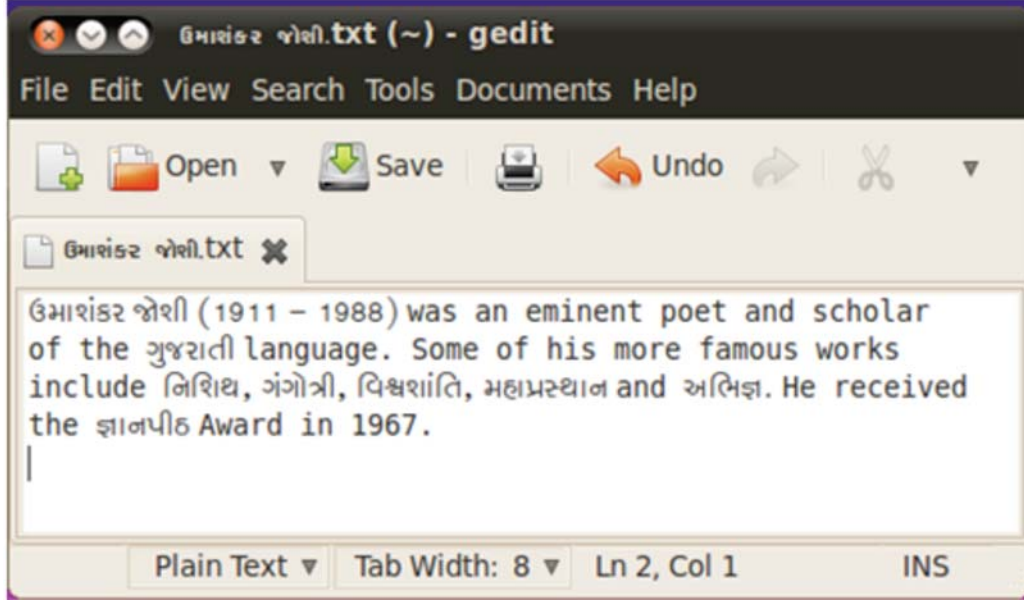 ઉમાશંકર જોશી.txt (~) - gedit
File Edit View Search Tools Documents Help
Open Save Undo
ઉમાશંકર જોશી.txt
ઉમાશંકર જોશી (1911 – 1988) was an eminent poet and scholar
of the ગુજરાતી language. Some of his more famous works
include નિશિથ, ગંગોત્રી, વિશ્વશાંતિ, મહાપ્રસ્થાન and અભિજ્ઞ. He received
the જ્ઞાનપીઠ Award in 1967.
Plain Text Tab Width: 8 Ln 2, Col 1 INS